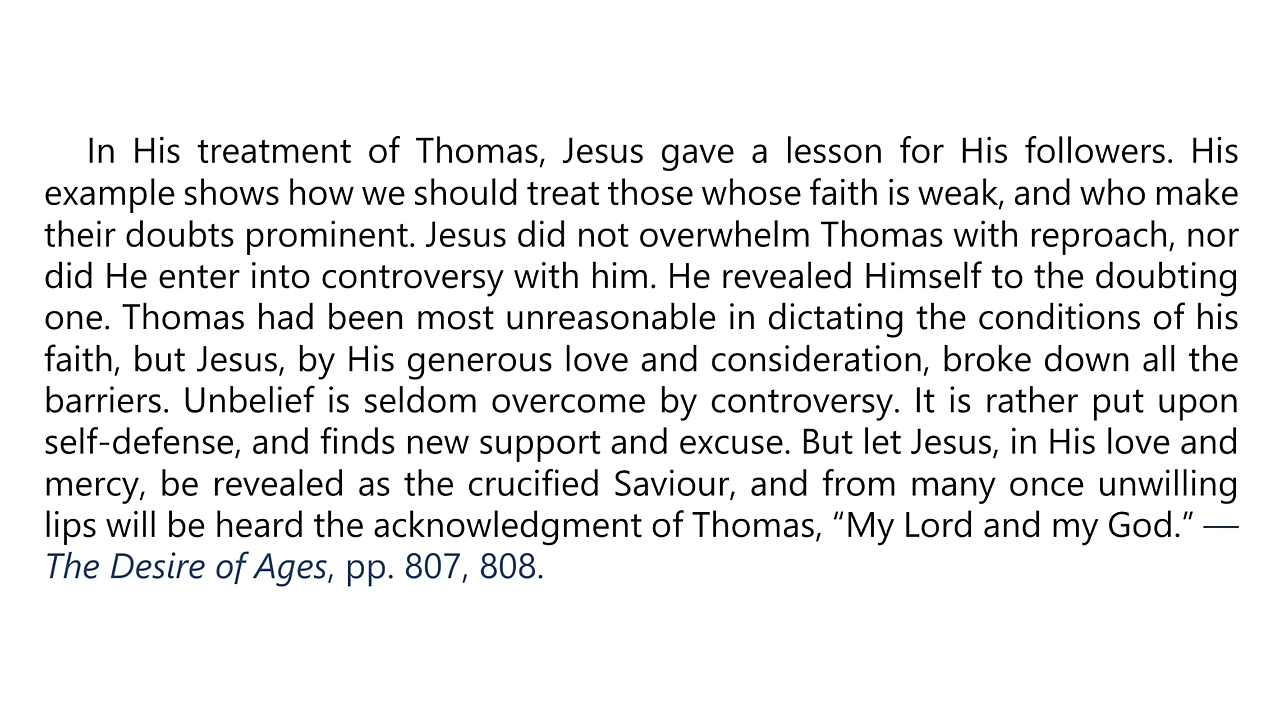 In His treatment of Thomas, Jesus gave a lesson for His followers. His
example shows how we should treat those whose faith is weak, and who make
their doubts prominent. Jesus did not overwhelm Thomas with reproach, nor
did He enter into controversy with him. He revealed Himself to the doubting
one. Thomas had been most unreasonable in dictating the conditions of his
faith, but Jesus, by His generous love and consideration, broke down all the
barriers. Unbelief is seldom overcome by controversy. It is rather put upon
self-defense, and finds new support and excuse. But let Jesus, in His love and
mercy, be revealed as the crucified Saviour, and from many once unwilling
lips will be heard the acknowledgment of Thomas, “My Lord and my God.” —
The Desire of Ages, pp. 807, 808.